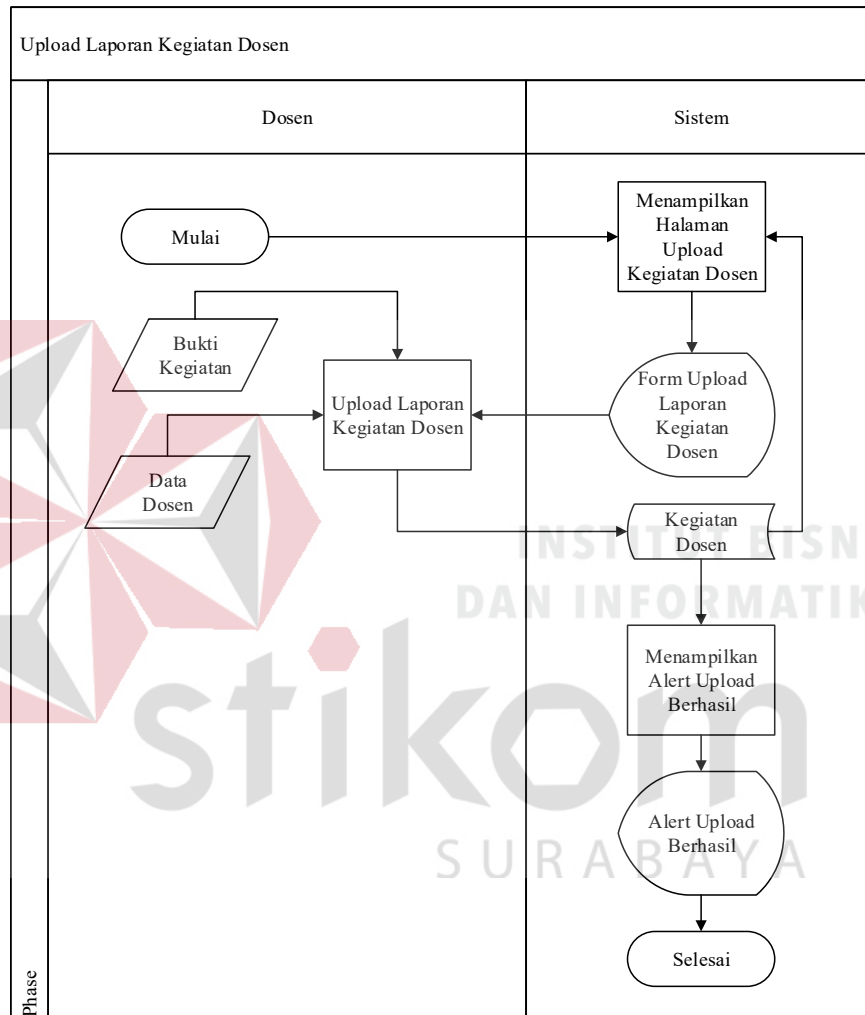 Upload Laporan Kegiatan Dosen
Dosen
Sistem
Mulai
Menampilkan
Halaman
Upload
Kegiatan Dosen
Bukti
Kegiatan
Upload Laporan
Kegiatan Dosen
Form Upload
Laporan
Kegiatan
Dosen
Data
Dosen
Kegiatan
Dosen
INSTITUT BISN
DAN INFORMATIK
Menampilkan
Alert Upload
Berhasil
stikom
Alert Upload
Berhasil
SURABAYA
Selesai
Phase